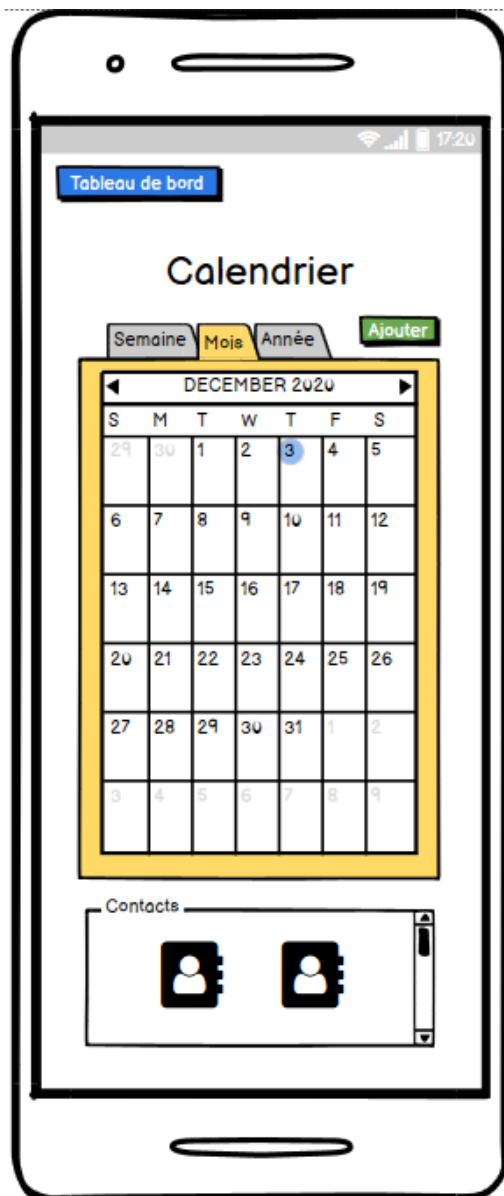 17:20
Tableau de bord
Calendrier
Ajouter
Semaine Mois Année
DECEMBER 2020
S M T W T F S
29 30 1 2 3 4 5
6 7 8 9 10 11 12
13 14 15 16 17 18 19
20 21 22 23 24 25 26
27 28 29 30 31 1 2
3 4 5 6 7 8 9
Contacts